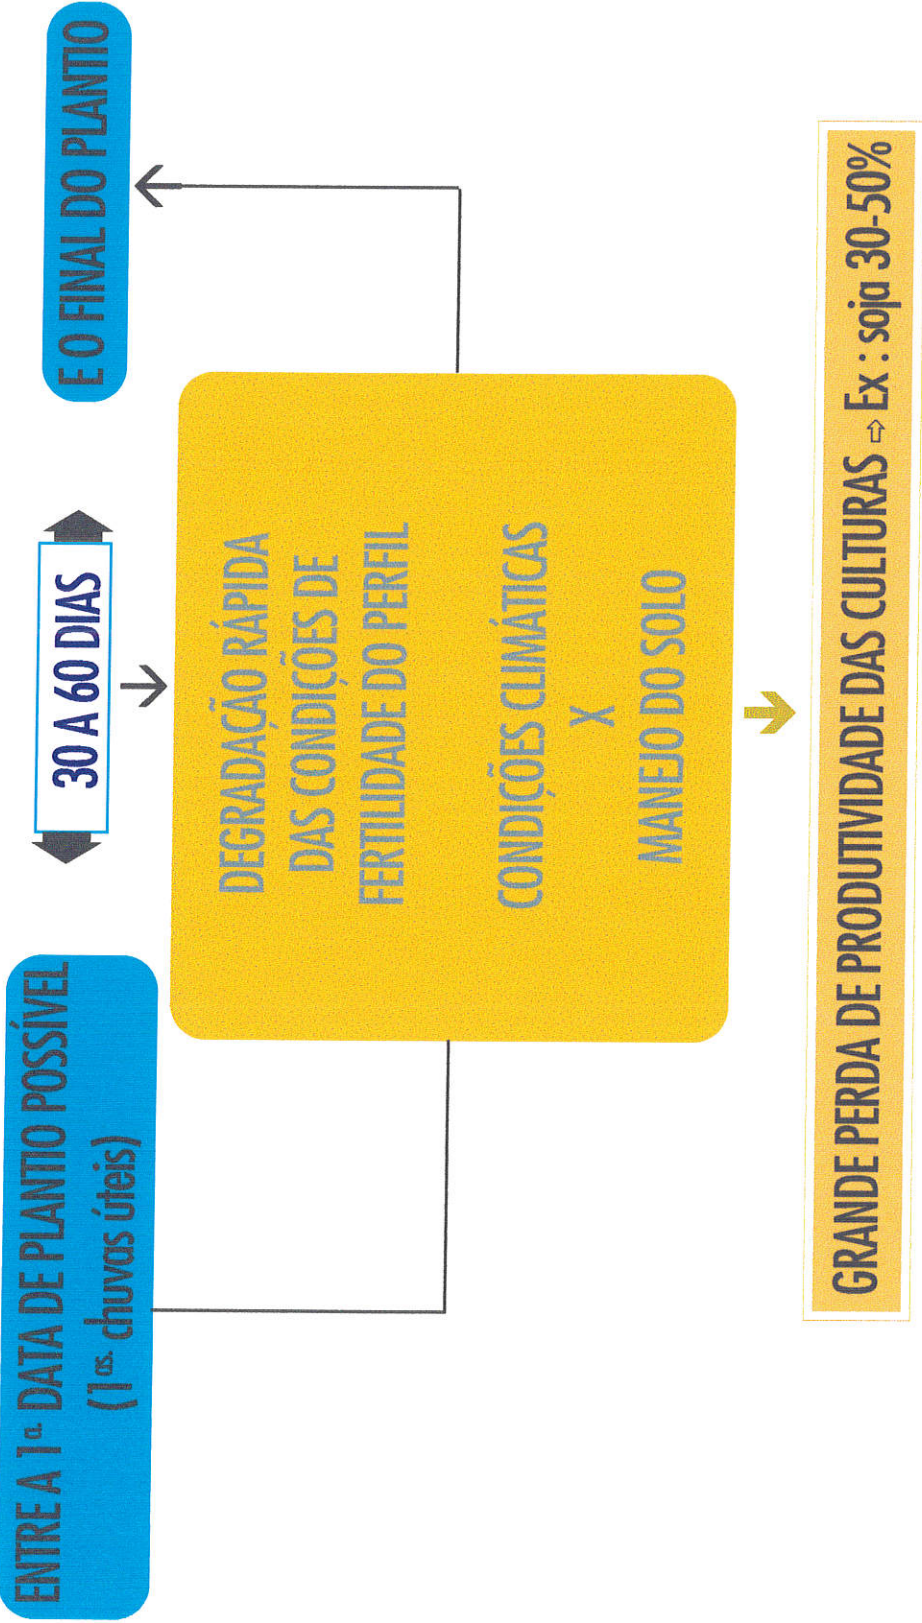 ENTRE A 1ª. DATA DE PLANTIO POSSÍVEL
(1ªs. chuvas úteis)
30 A 60 DIAS
E O FINAL DO PLANTIO
DEGRADAÇÃO RÁPIDA
DAS CONDIÇÕES DE
FERTILIDADE DO PERFIL
CONDIÇÕES CLIMÁTICAS
X
MANEJO DO SOLO
GRANDE PERDA DE PRODUTIVIDADE DAS CULTURAS ⇨ Ex : soja 30-50%